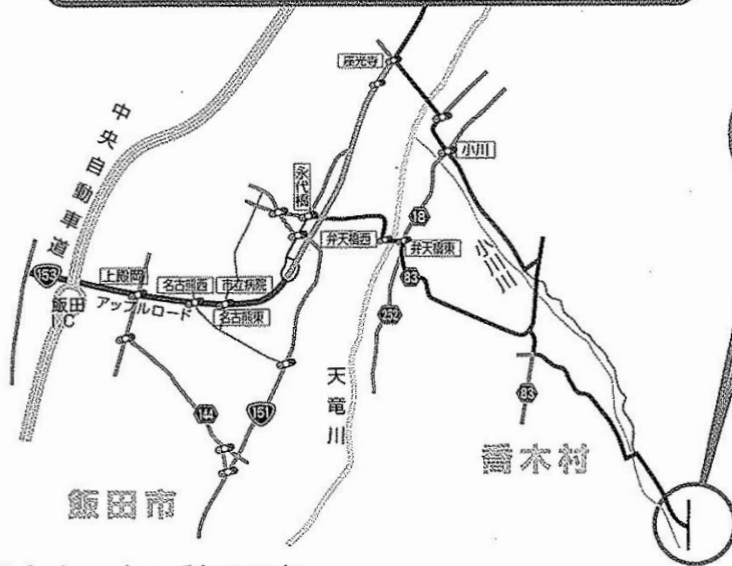 座光寺
中央自動車道
小川
永代橋
18
弁天橋西
弁天橋東
小川川
153
上殿岡
名古熊西
市立病院
83
飯田IC
アップルロード
名古熊東
252
天竜川
83
144
151
喬木村
飯田市